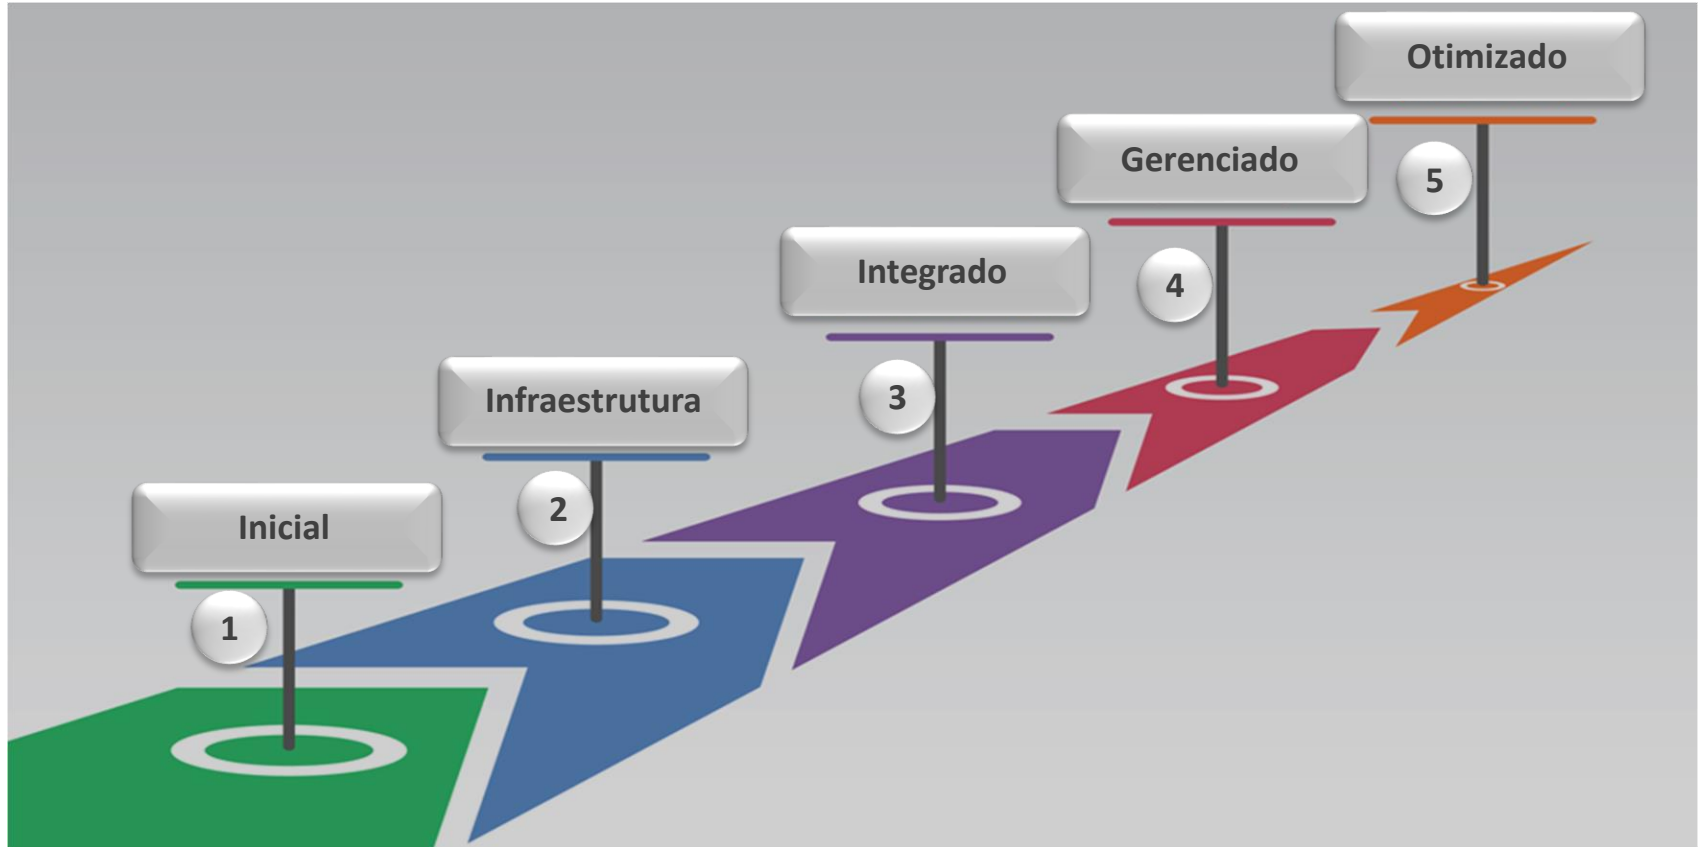 Inicial
1
Infraestrutura
2
Integrado
3
Gerenciado
4
Otimizado
5